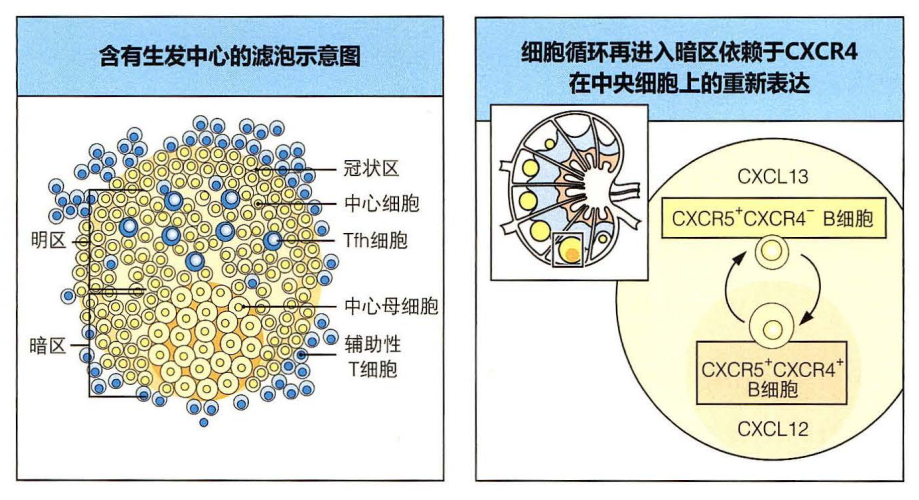 含有生发中心的滤泡示意图
冠状区
中心细胞
明区
Tfh细胞
中心母细胞
暗区
辅助性
T细胞
细胞循环再进入暗区依赖于CXCR4
在中央细胞上的重新表达
CXCL13
CXCR5⁺CXCR4⁻ B细胞
CXCR5⁺CXCR4⁺
B细胞
CXCL12